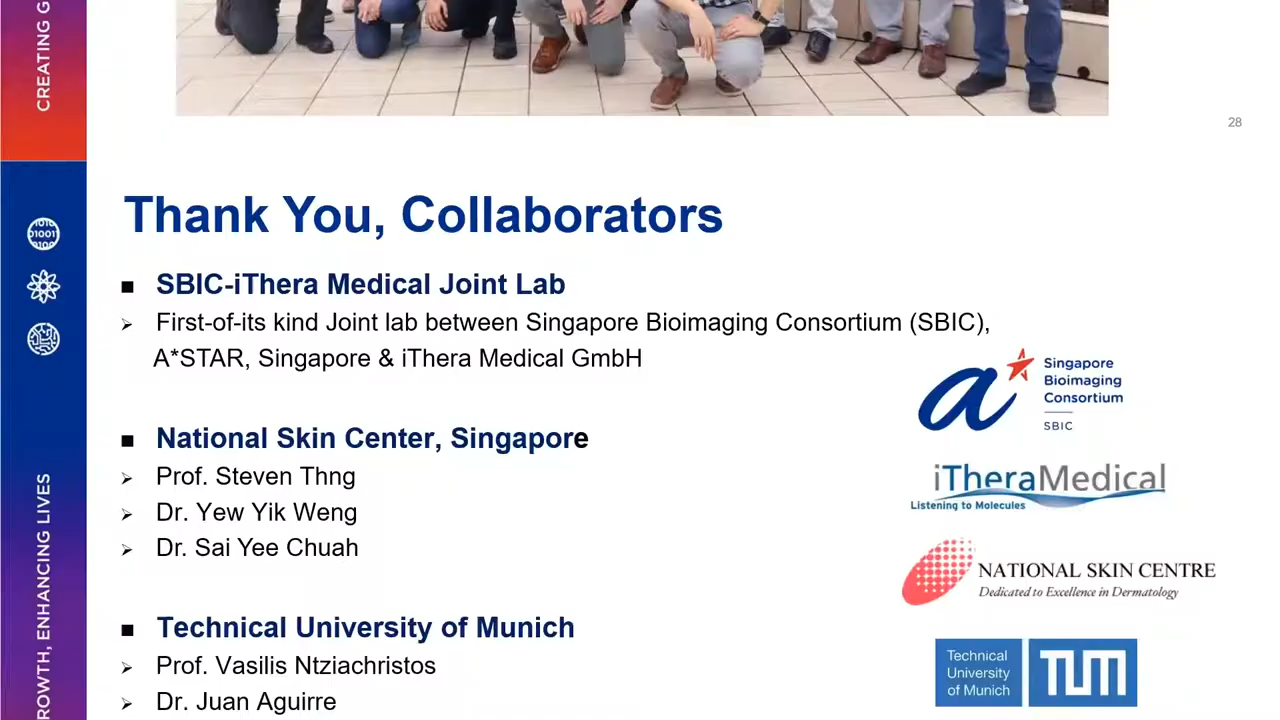 CREATING G
28
Thank You, Collaborators
■ SBIC-iThera Medical Joint Lab
First-of-its kind Joint lab between Singapore Bioimaging Consortium (SBIC),
A*STAR, Singapore & iThera Medical GmbH
■ National Skin Center, Singapore
Prof. Steven Thng
Dr. Yew Yik Weng
Dr. Sai Yee Chuah
■ Technical University of Munich
Prof. Vasilis Ntziachristos
Dr. Juan Aguirre
a
Singapore
Bioimaging
Consortium
SBIC
iTheraMedical
Listening to Molecules
NATIONAL SKIN CENTRE
Dedicated to Excellence in Dermatology
Technical
University
of Munich
TUM
ROWTH, ENHANCING LIVES
1010
01001
0100